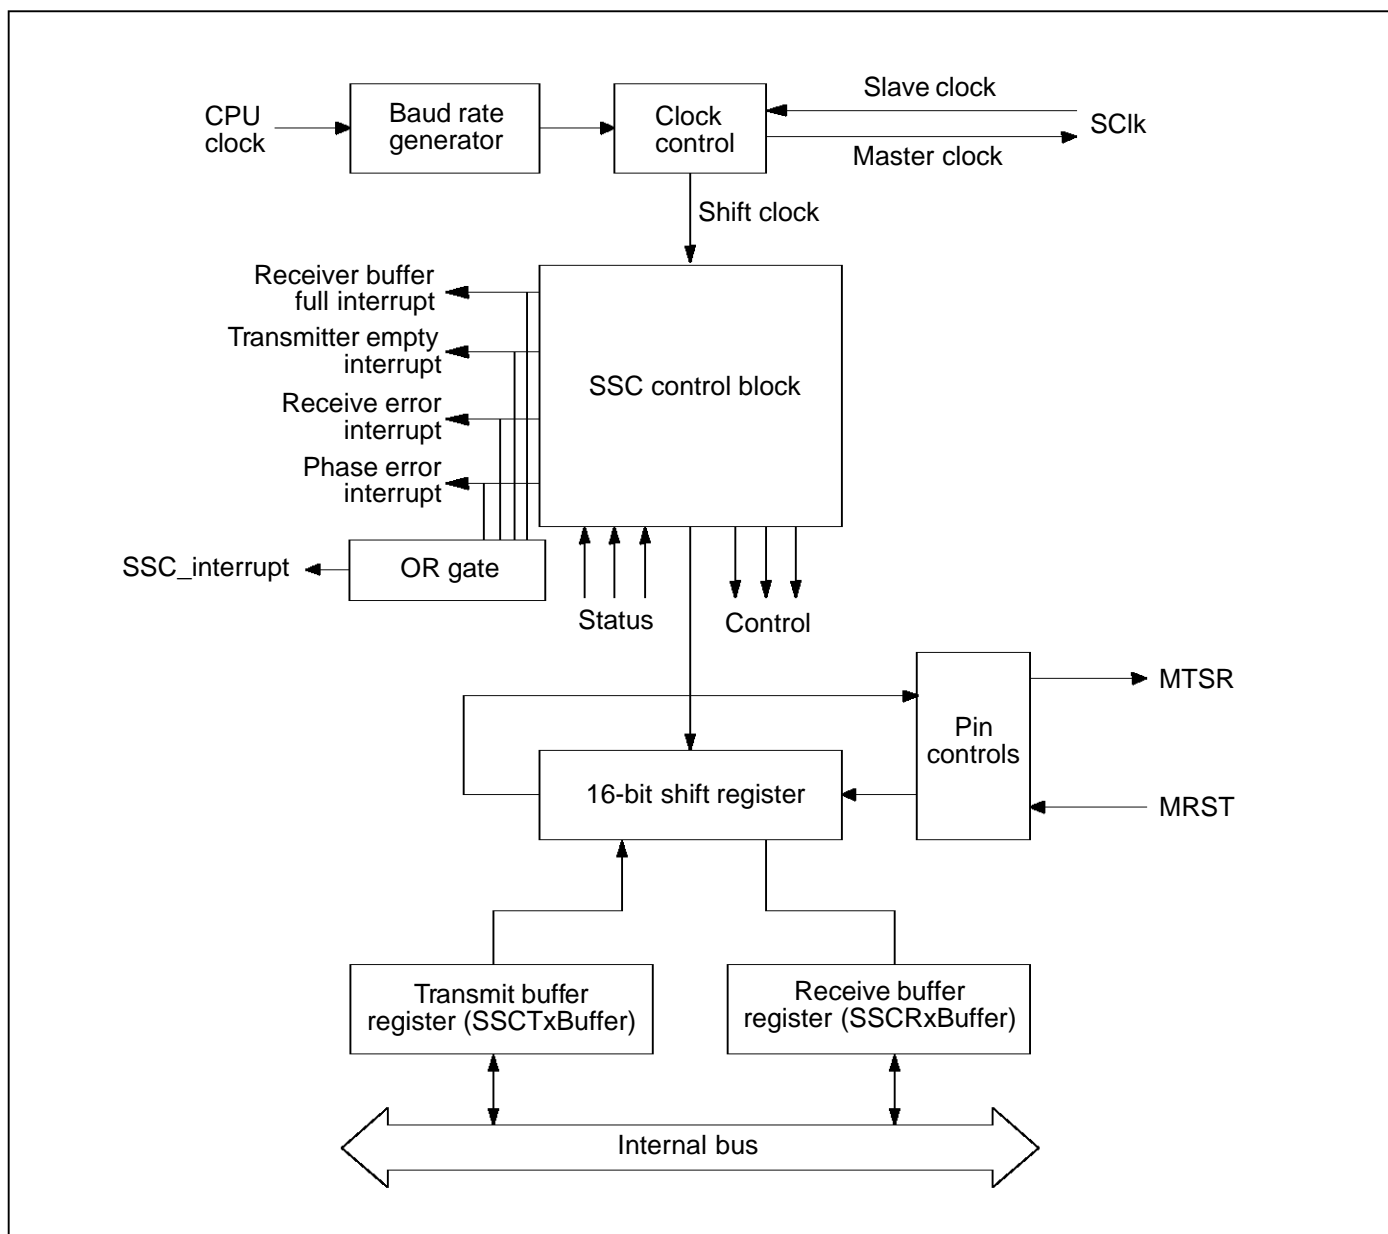 CPU
clock
Baud rate
generator
Clock
control
Slave clock
SClk
Master clock
Shift clock
Receiver buffer
full interrupt
Transmitter empty
interrupt
Receive error
interrupt
Phase error
interrupt
SSC control block
SSC_interrupt
OR gate
Status
Control
MTSR
Pin
controls
16-bit shift register
MRST
Transmit buffer
register (SSCTxBuffer)
Receive buffer
register (SSCRxBuffer)
Internal bus